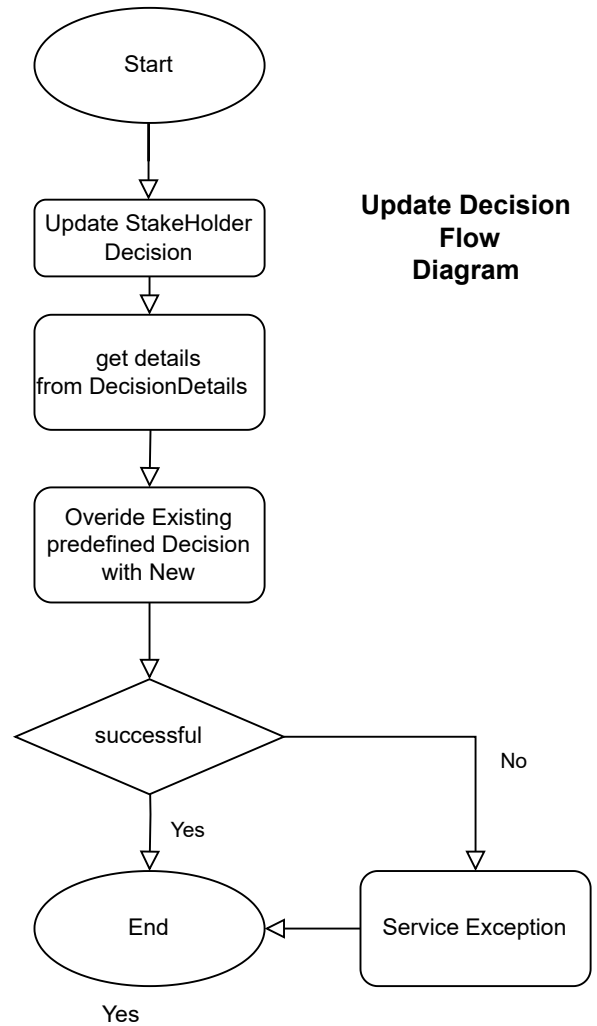 Start
Update StakeHolder
Decision
Update Decision
Flow
Diagram
get details
from DecisionDetails
Overide Existing
predefined Decision
with New
successful
No
Yes
End
Service Exception
Yes